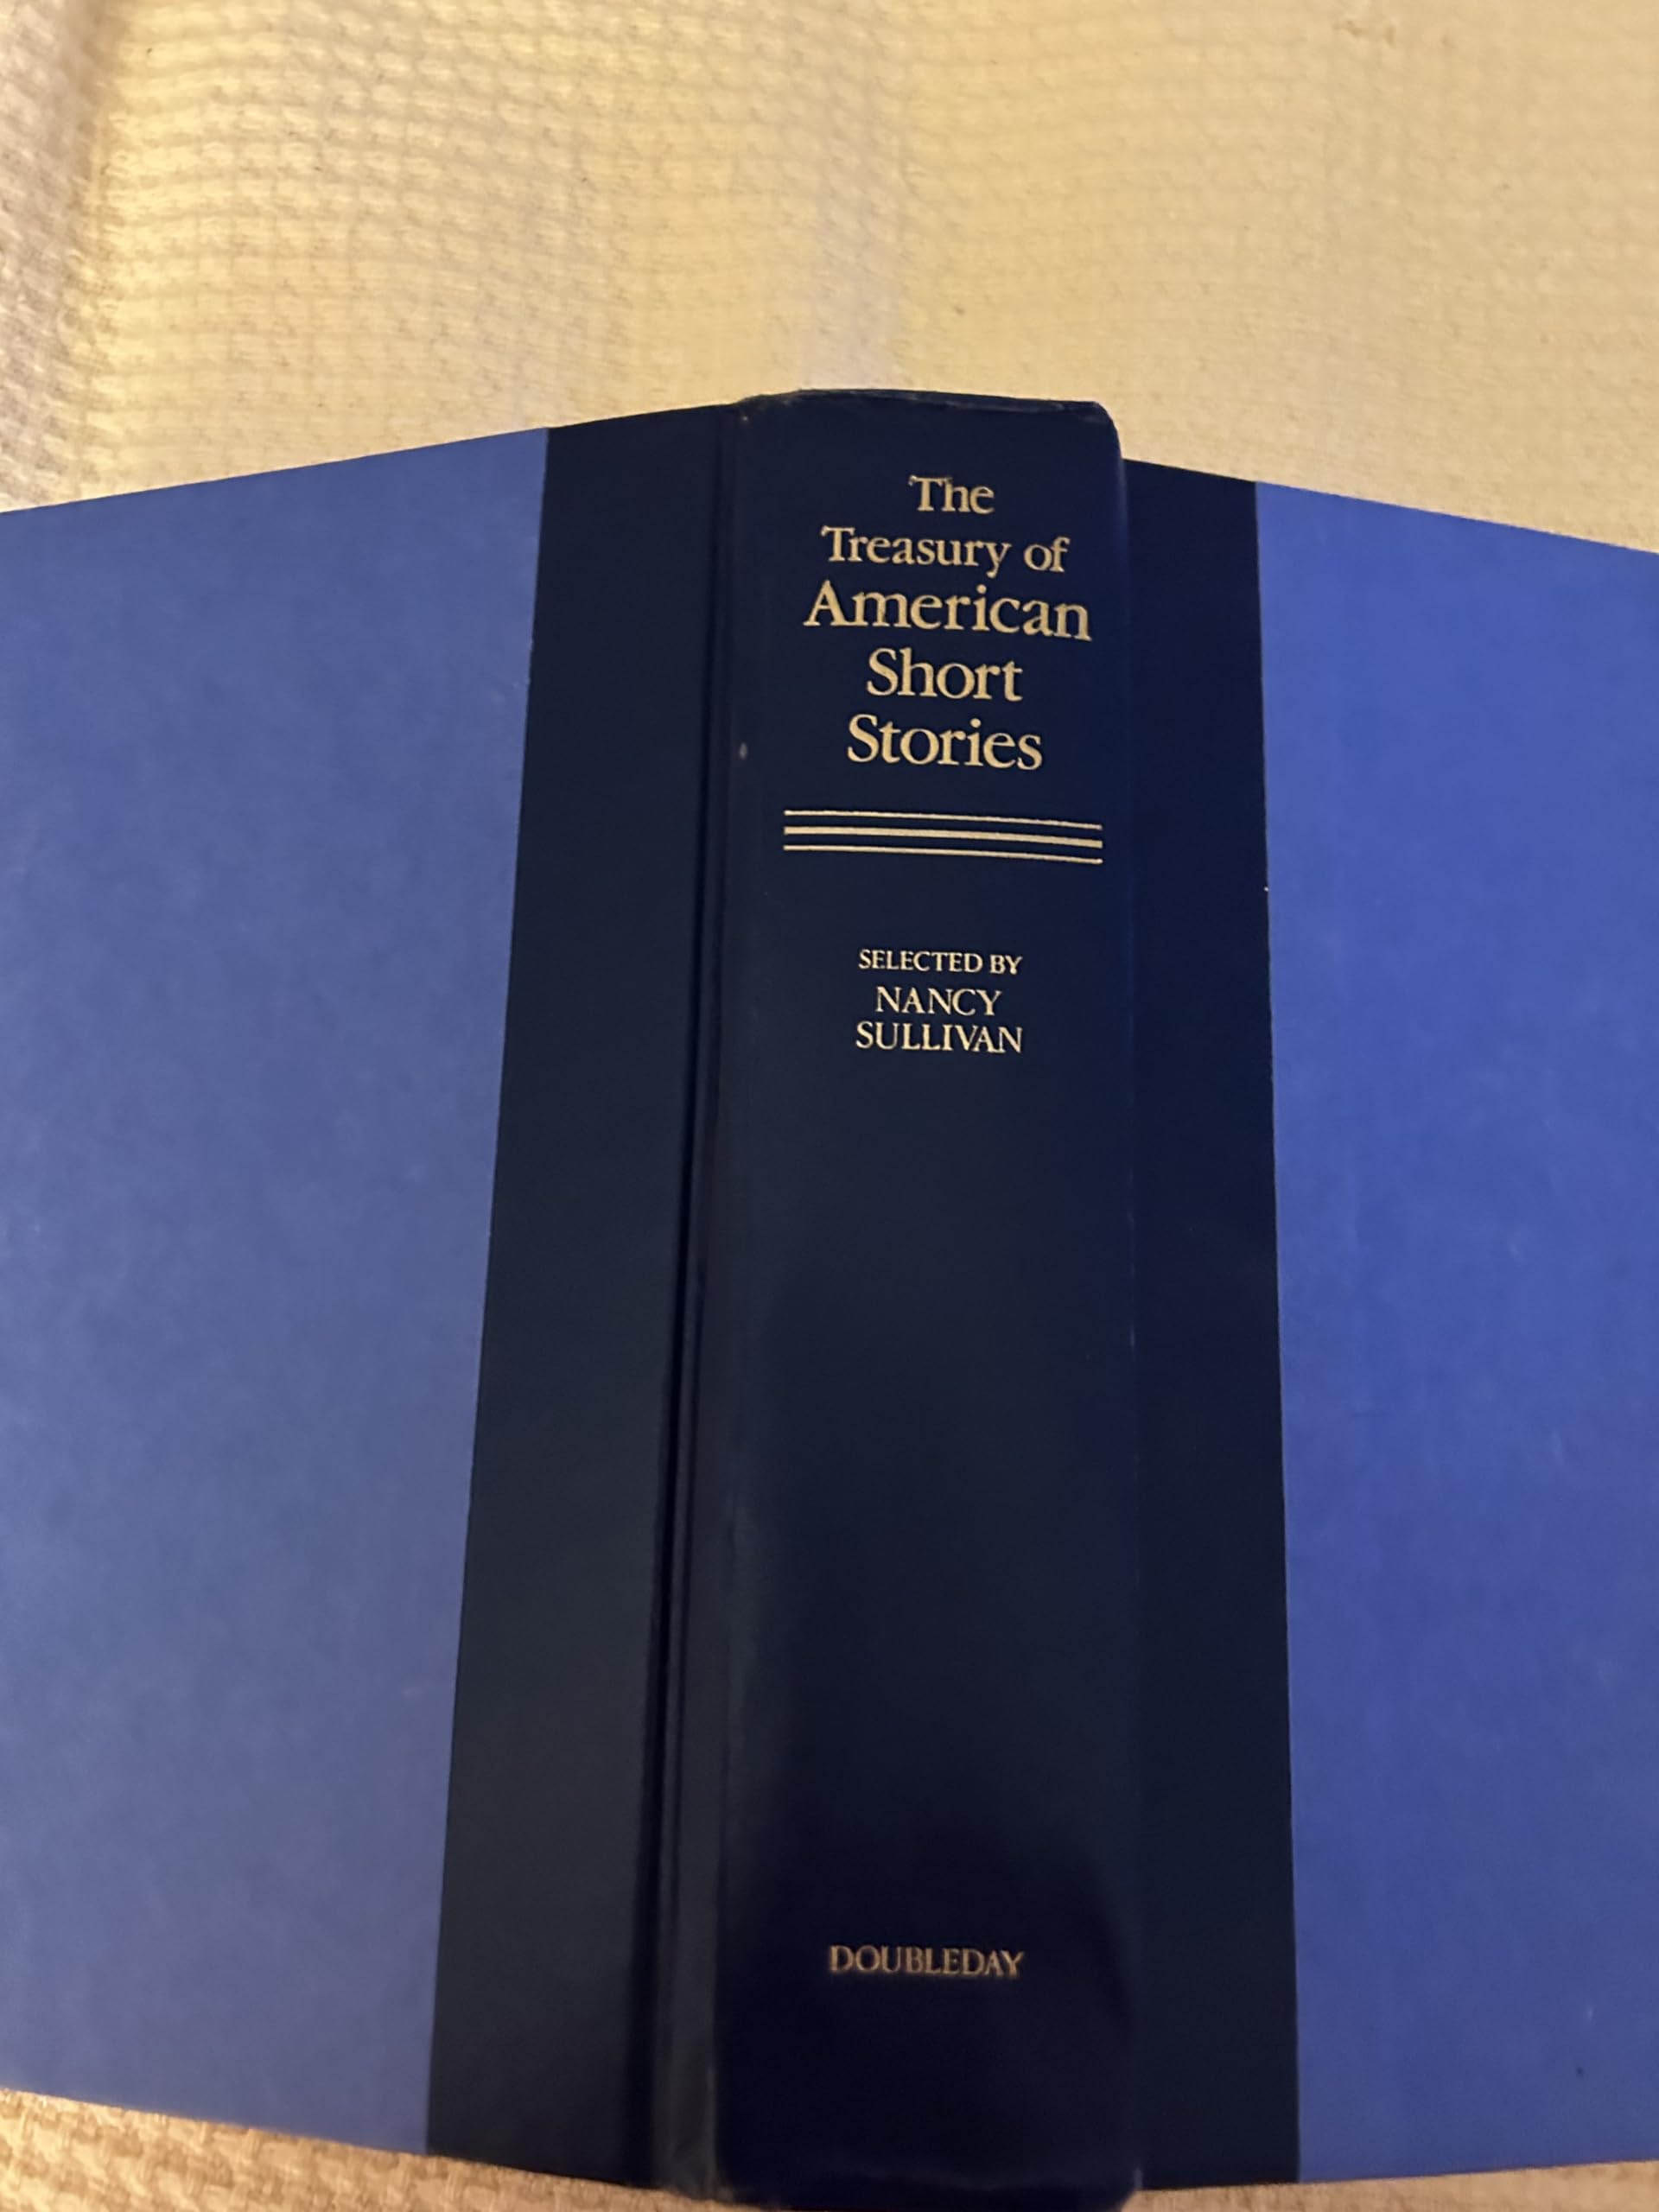 The
Treasury of
American
Short
Stories
SELECTED BY
NANCY
SULLIVAN
DOUBLEDAY